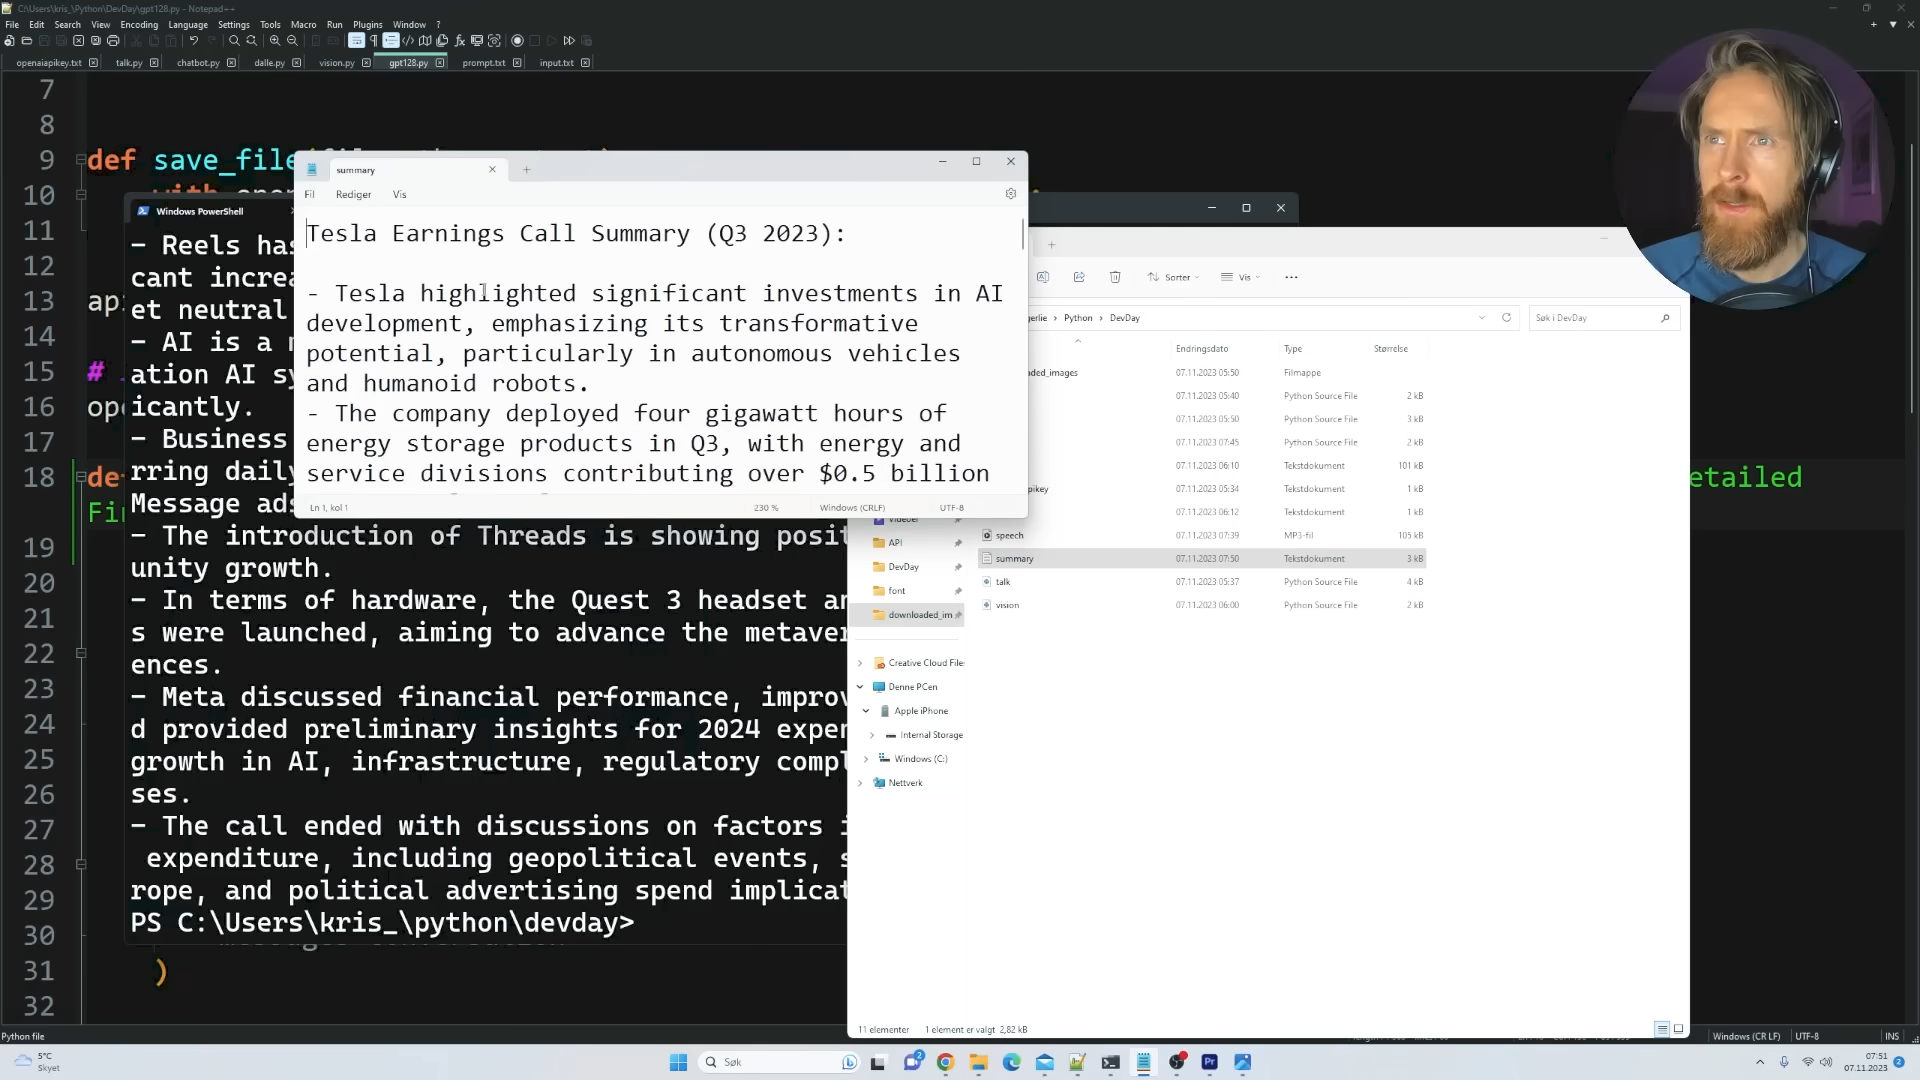 C:\Users\kris_\Python\DevDay\gpt128.py - Notepad++
File Edit Search View Encoding Language Settings Tools Macro Run Plugins Window ?
openaiapikey.txt talk.py chatbot.py dalle.py vision.py gpt128.py prompt.txt input.txt
7
8
9 def save_file
10 with
11
12
13
14
15 #
16
17
18 etailed
19
20
21
22
23
24
25
26
27
28
29
30
31 )
32
summary
Fil Rediger Vis
Tesla Earnings Call Summary (Q3 2023):
- Tesla highlighted significant investments in AI
development, emphasizing its transformative
potential, particularly in autonomous vehicles
and humanoid robots.
- The company deployed four gigawatt hours of
energy storage products in Q3, with energy and
service divisions contributing over $0.5 billion
Ln 1, kol 1 230 % Windows (CRLF) UTF-8
Windows PowerShell
- Reels has
cant increa
et neutral
- AI is a
ation AI sy
icantly.
- Business
rring daily
Message ads
- The introduction of Threads is showing posit
unity growth.
- In terms of hardware, the Quest 3 headset an
s were launched, aiming to advance the metaver
ences.
- Meta discussed financial performance, improv
d provided preliminary insights for 2024 expen
growth in AI, infrastructure, regulatory compl
ses.
- The call ended with discussions on factors i
expenditure, including geopolitical events, s
rope, and political advertising spend implicat
PS C:\Users\kris_\python\devday>
Sorter Vis
gerlie > Python > DevDay Søk i DevDay
Endringsdato Type Størrelse
aded_images 07.11.2023 05:50 Filmappe
07.11.2023 05:40 Python Source File 2 kB
07.11.2023 05:50 Python Source File 3 kB
07.11.2023 07:45 Python Source File 2 kB
07.11.2023 06:10 Tekstdokument 101 kB
pikey 07.11.2023 05:34 Tekstdokument 1 kB
07.11.2023 06:12 Tekstdokument 1 kB
speech 07.11.2023 07:39 MP3-fil 105 kB
summary 07.11.2023 07:50 Tekstdokument 3 kB
talk 07.11.2023 05:37 Python Source File 4 kB
vision 07.11.2023 06:00 Python Source File 2 kB
API
DevDay
font
downloaded_im
Creative Cloud File
Denne PCen
Apple iPhone
Internal Storage
Windows (C:)
Nettverk
11 elementer 1 element er valgt 2,82 kB
Python file Windows (CR LF) UTF-8 INS
5°C
Skyet
Søk
07:51
07.11.2023